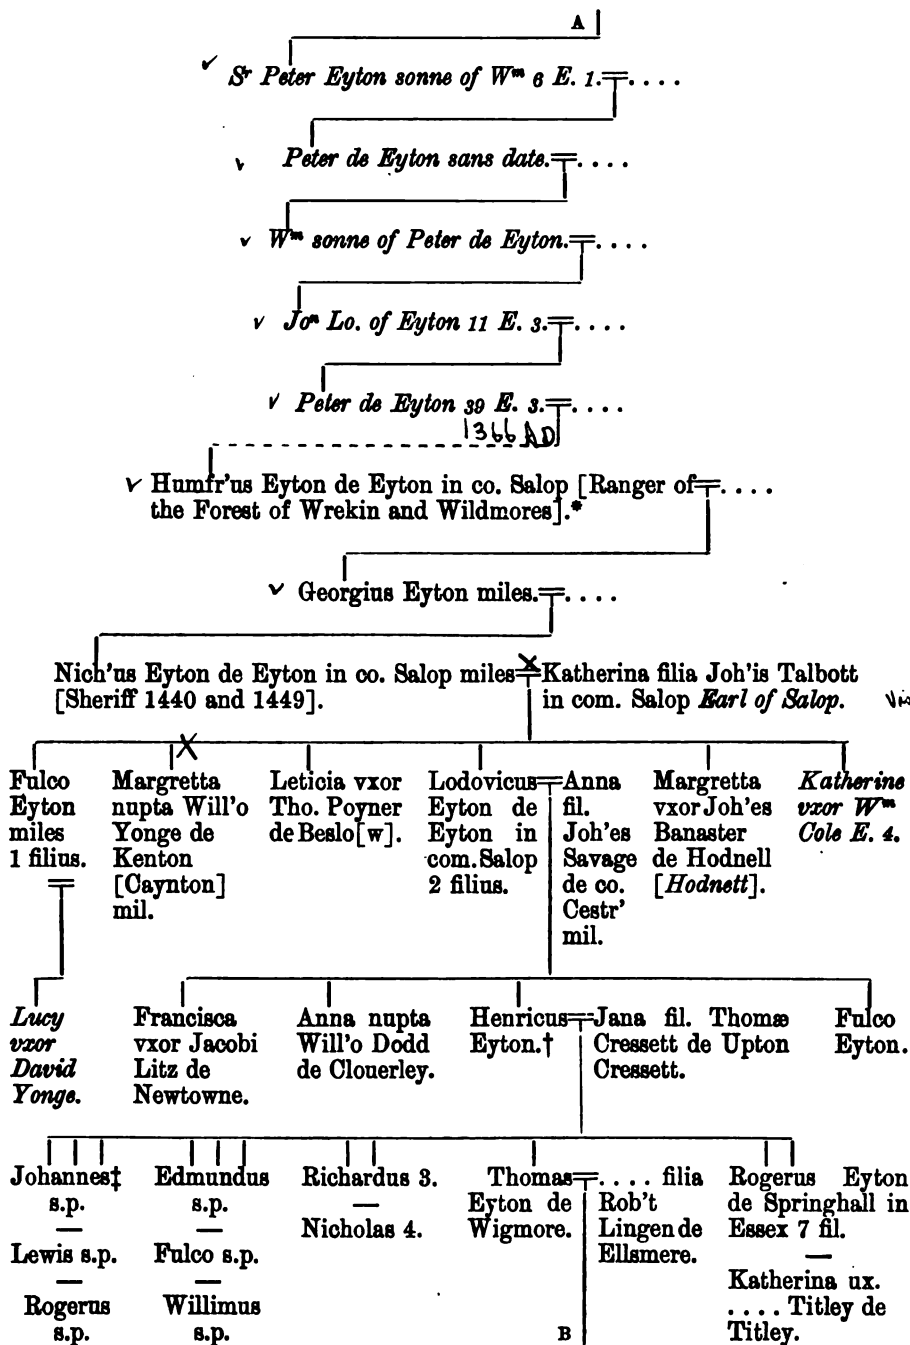 A
✓ Sr Peter Eyton sonne of Wm 6 E. 1. . . . .
✓ Peter de Eyton sans date. . . . .
✓ Wm sonne of Peter de Eyton. . . . .
✓ Jon Lo. of Eyton 11 E. 3. . . . .
✓ Peter de Eyton 39 E. 3. . . . .
1366 AD
✓ Humfr'us Eyton de Eyton in co. Salop [Ranger of . . . .
the Forest of Wrekin and Wildmores].*
✓ Georgius Eyton miles. . . . .
Nich'us Eyton de Eyton in co. Salop miles
[Sheriff 1440 and 1449].
X
Katherina filia Joh'is Talbott
in com. Salop Earl of Salop.
X
Fulco
Eyton
miles
1 filius.
Margretta
nupta Will'o
Yonge de
Kenton
[Caynton]
mil.
Leticia vxor
Tho. Poyner
de Beslo[w].
Lodovicus
Eyton de
Eyton in
com. Salop
2 filius.
Anna
fil.
Joh'es
Savage
de co.
Cestr'
mil.
Margretta
vxor Joh'es
Banaster
de Hodnell
[Hodnett].
Katherine
vxor Wm
Cole E. 4.
Lucy
vxor
David
Yonge.
Francisca
vxor Jacobi
Litz de
Newtowne.
Anna nupta
Will'o Dodd
de Clouerley.
Henricus
Eyton.†
Jana fil. Thomæ
Cressett de Upton
Cressett.
Fulco
Eyton.
Johannes‡
s.p.
—
Lewis s.p.
—
Rogerus
s.p.
Edmundus
s.p.
—
Fulco s.p.
—
Willimus
s.p.
Richardus 3.
—
Nicholas 4.
Thomas
Eyton de
Wigmore.
. . . . filia
Rob't
Lingen de
Ellsmere.
Rogerus Eyton
de Springhall in
Essex 7 fil.
—
Katherina ux.
. . . . Titley de
Titley.
B